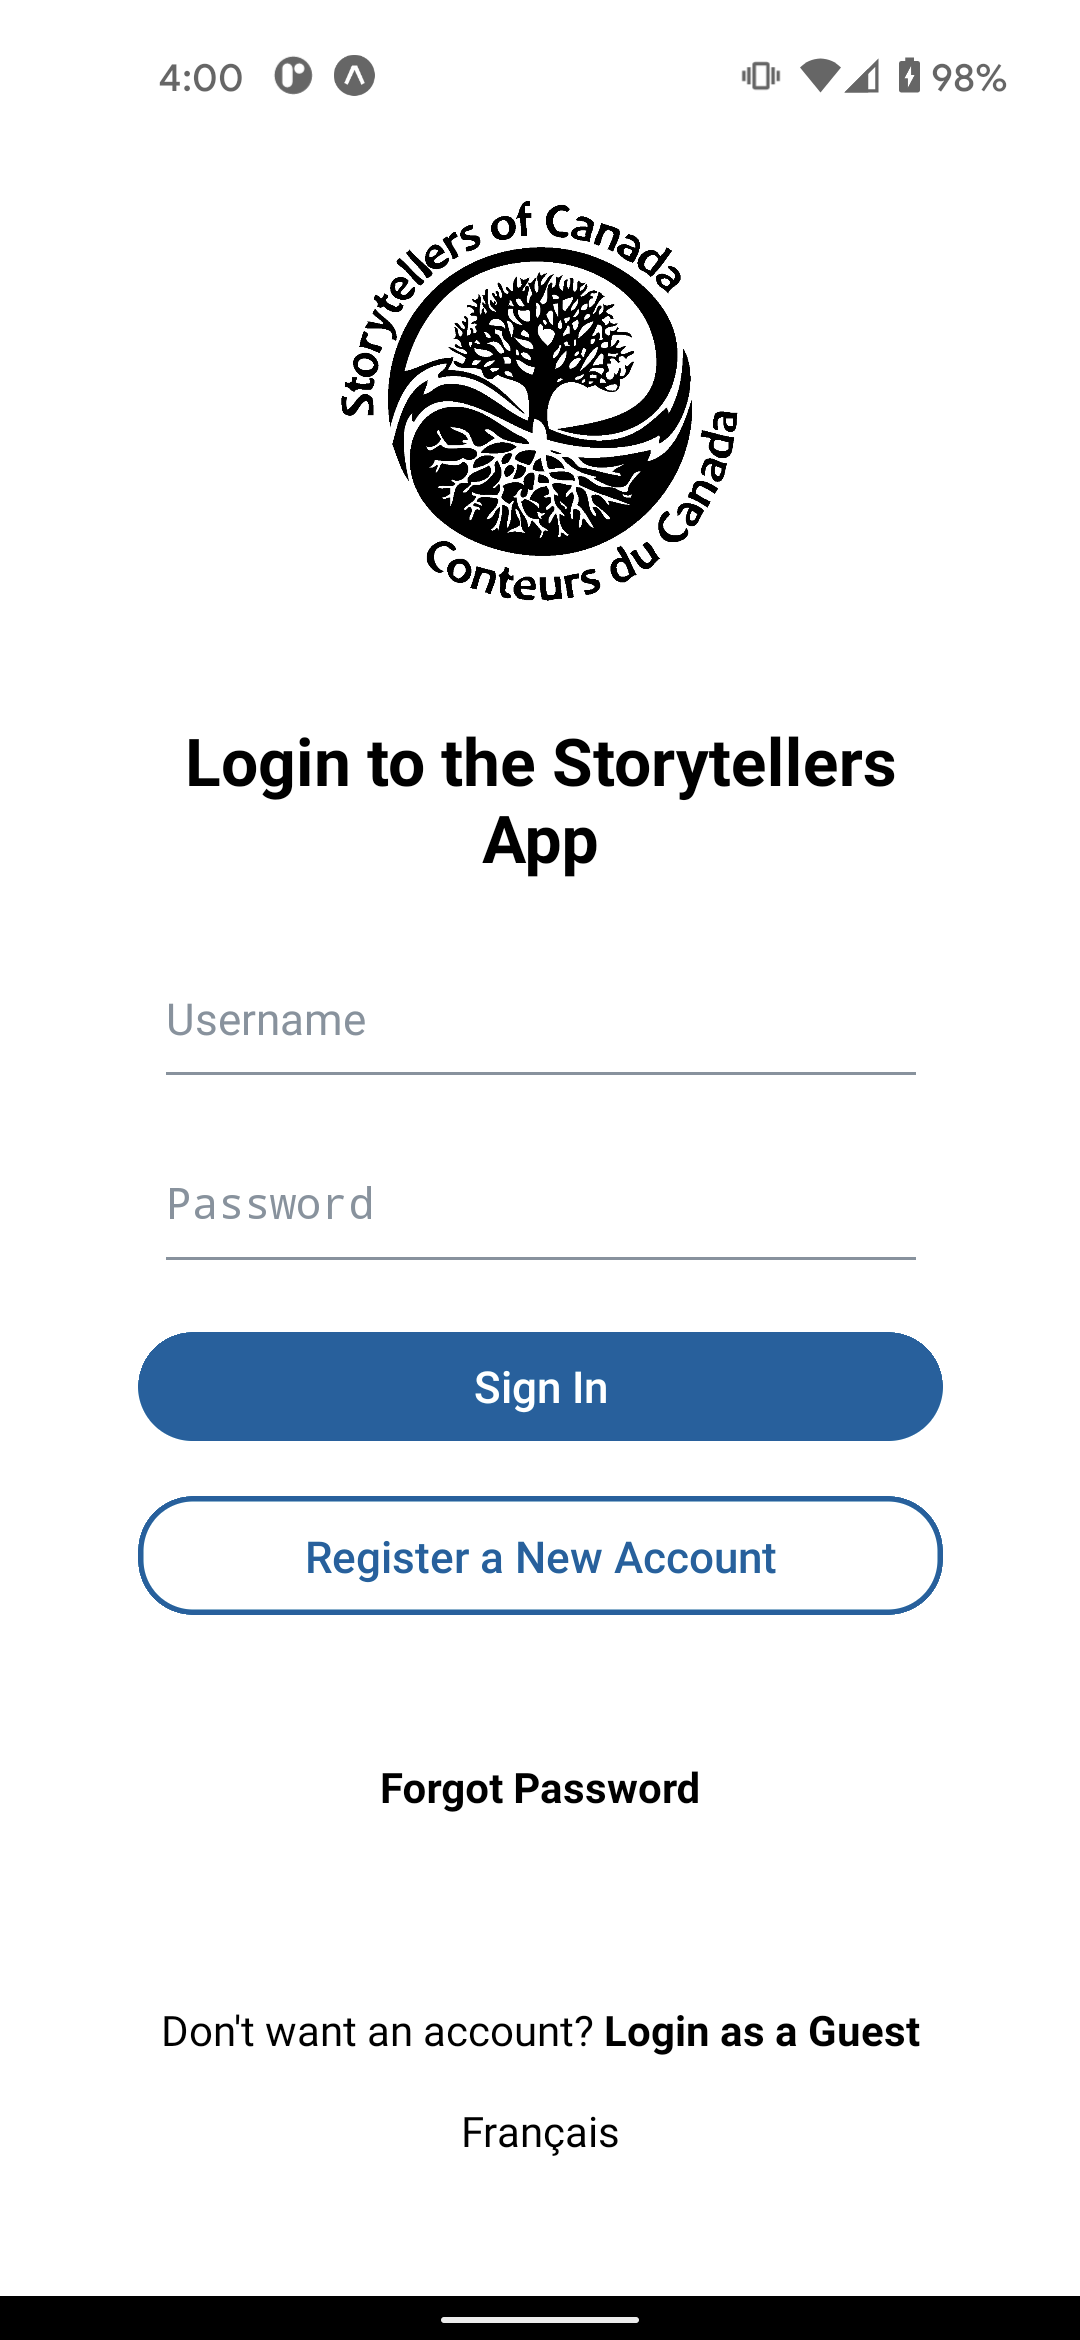 4:00
98%
Storytellers of Canada
Conteurs du Canada
Login to the Storytellers
App
Username
Password
Sign In
Register a New Account
Forgot Password
Don't want an account? Login as a Guest
Français